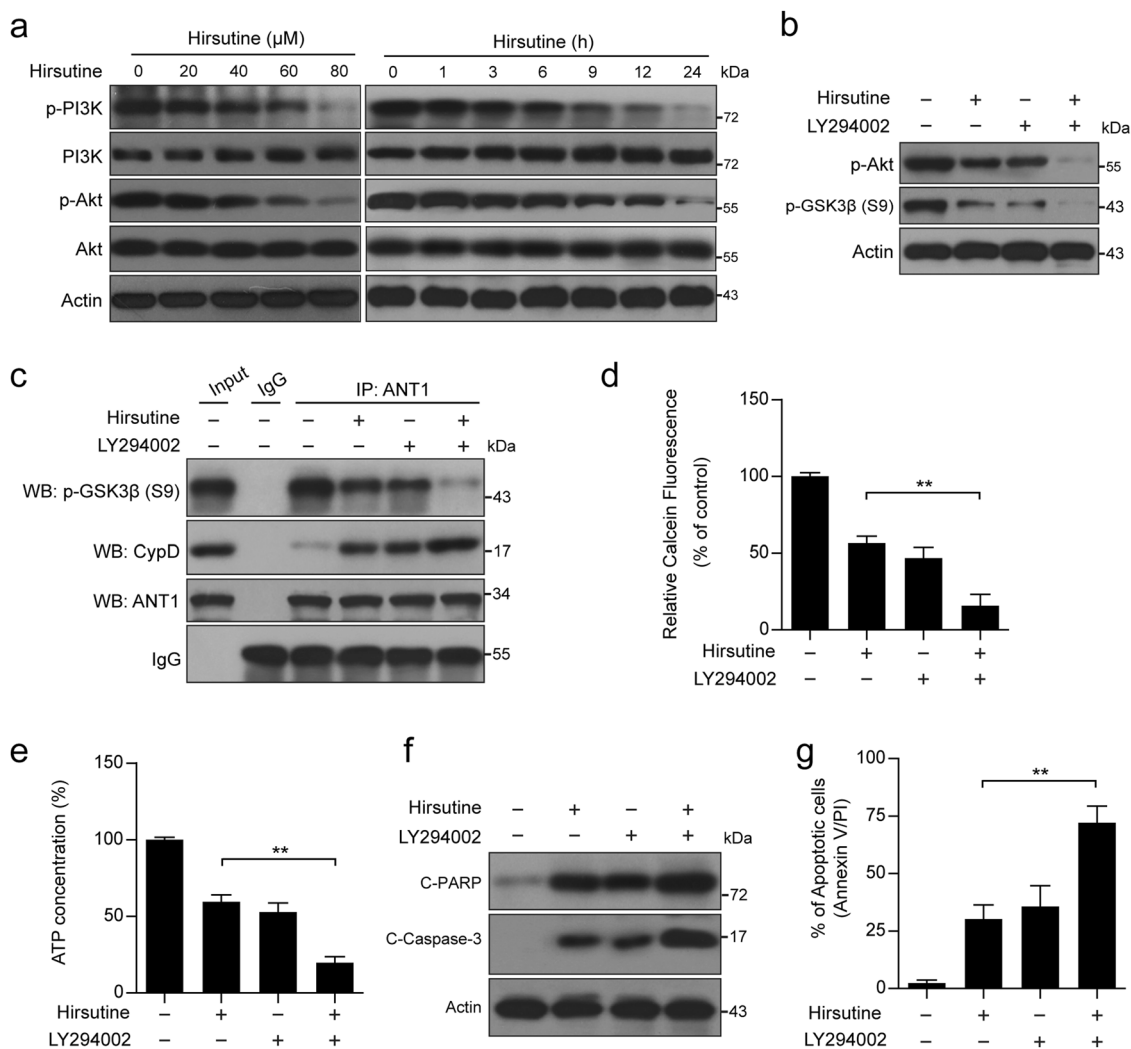 a
Hirsutine (μM)
Hirsutine (h)
Hirsutine 0 20 40 60 80 0 1 3 6 9 12 24 kDa
p-PI3K
72
PI3K
72
p-Akt
55
Akt
55
Actin
43
b
Hirsutine – + – +
LY294002 – – + + kDa
p-Akt
55
p-GSK3β (S9)
43
Actin
43
c
Input IgG IP: ANT1
Hirsutine – – – + – +
LY294002 – – – – + + kDa
WB: p-GSK3β (S9)
43
WB: CypD
17
WB: ANT1
34
IgG
55
d
Relative Calcein Fluorescence
(% of control)
150
100
50
0
**
Hirsutine – + – +
LY294002 – – + +
e
ATP concentration (%)
150
100
50
0
**
Hirsutine – + – +
LY294002 – – + +
f
Hirsutine – + – +
LY294002 – – + + kDa
C-PARP
72
C-Caspase-3
17
Actin
43
g
% of Apoptotic cells
(Annexin V/PI)
100
75
50
25
0
**
Hirsutine – + – +
LY294002 – – + +